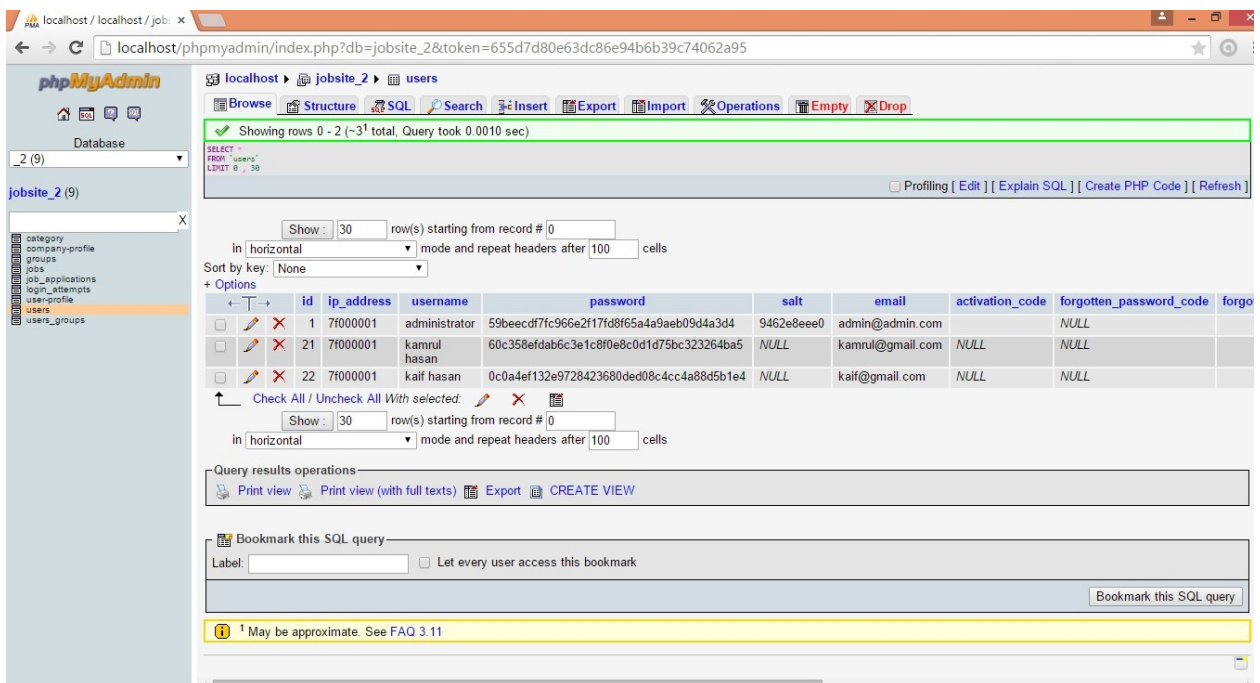 localhost / localhost / job:
localhost/phpmyadmin/index.php?db=jobsite_2&token=655d7d80e63dc86e94b6b39c74062a95
phpMyAdmin
Database
_2 (9)
jobsite_2 (9)
X
category
company-profile
groups
jobs
job_applications
login_attempts
user-profile
users
users_groups
localhost jobsite_2 users
Browse Structure SQL Search Insert Export Import Operations Empty Drop
Showing rows 0 - 2 (~3¹ total, Query took 0.0010 sec)
SELECT *
FROM `users`
LIMIT 0 , 30
Profiling [ Edit ] [ Explain SQL ] [ Create PHP Code ] [ Refresh ]
Show : 30 row(s) starting from record # 0
in horizontal mode and repeat headers after 100 cells
Sort by key: None
+ Options
←T→ id ip_address username password salt email activation_code forgotten_password_code forgo
1 7f000001 administrator 59beecdf7fc966e2f17fd8f65a4a9aeb09d4a3d4 9462e8eee0 admin@admin.com NULL
21 7f000001 kamrul hasan 60c358efdab6c3e1c8f0e8c0d1d75bc323264ba5 NULL kamrul@gmail.com NULL NULL
22 7f000001 kaif hasan 0c0a4ef132e9728423680ded08c4cc4a88d5b1e4 NULL kaif@gmail.com NULL NULL
Check All / Uncheck All With selected:
Show : 30 row(s) starting from record # 0
in horizontal mode and repeat headers after 100 cells
Query results operations
Print view Print view (with full texts) Export CREATE VIEW
Bookmark this SQL query
Label: Let every user access this bookmark
Bookmark this SQL query
¹ May be approximate. See FAQ 3.11